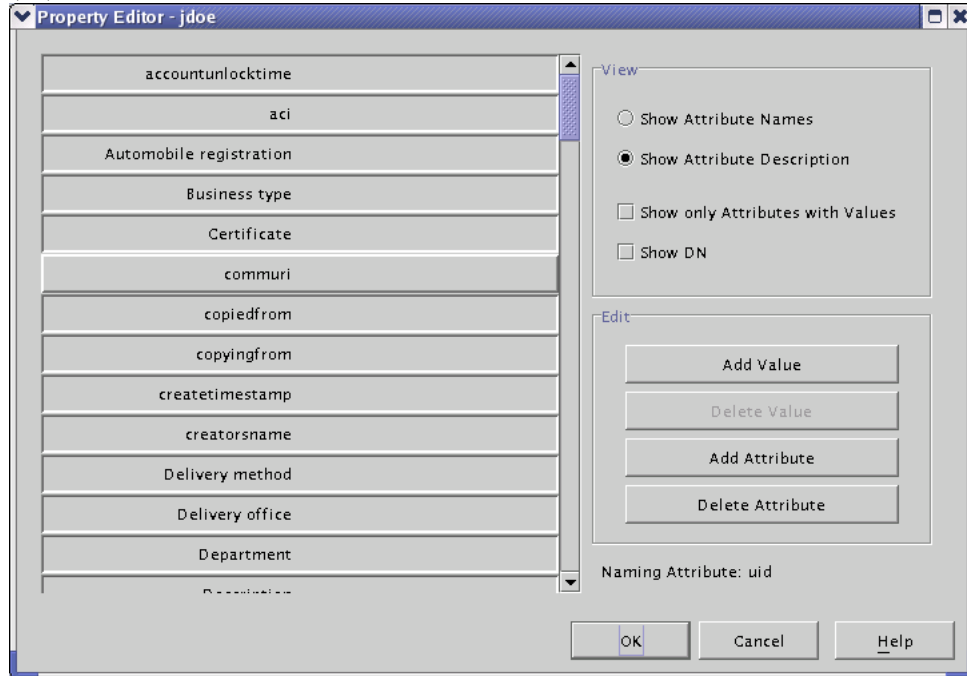 Property Editor - jdoe
accountunlocktime
aci
Automobile registration
Business type
Certificate
commuri
copiedfrom
copyingfrom
createtimestamp
creatorsname
Delivery method
Delivery office
Department
Description
View
Show Attribute Names
Show Attribute Description
Show only Attributes with Values
Show DN
Edit
Add Value
Delete Value
Add Attribute
Delete Attribute
Naming Attribute: uid
OK
Cancel
Help